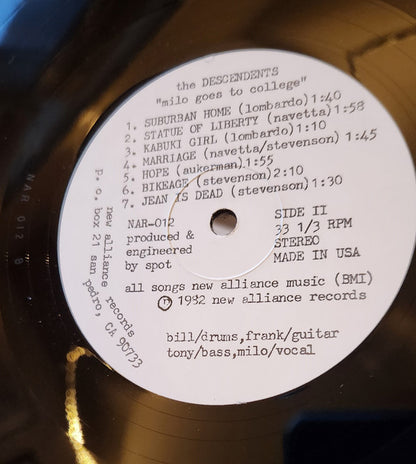 the DESCENDENTS
"milo goes to college"
1. SUBURBAN HOME (lombardo)1:40
2. STATUE OF LIBERTY (navetta)1:58
3. KABUKI GIRL (lombardo)1:10
4. MARRIAGE (navetta/stevenson) 1:45
5. HOPE (aukerman)1:55
6. BIKEAGE (stevenson)2:10
7. JEAN IS DEAD (stevenson)1:30
NAR-012
produced &
engineered
by spot
SIDE II
33 1/3 RPM
STEREO
MADE IN USA
all songs new alliance music (BMI)
℗ 1982 new alliance records
bill/drums,frank/guitar
tony/bass,milo/vocal
new alliance records
p. o. box 21 san pedro, CA 90733
NAR 012 B